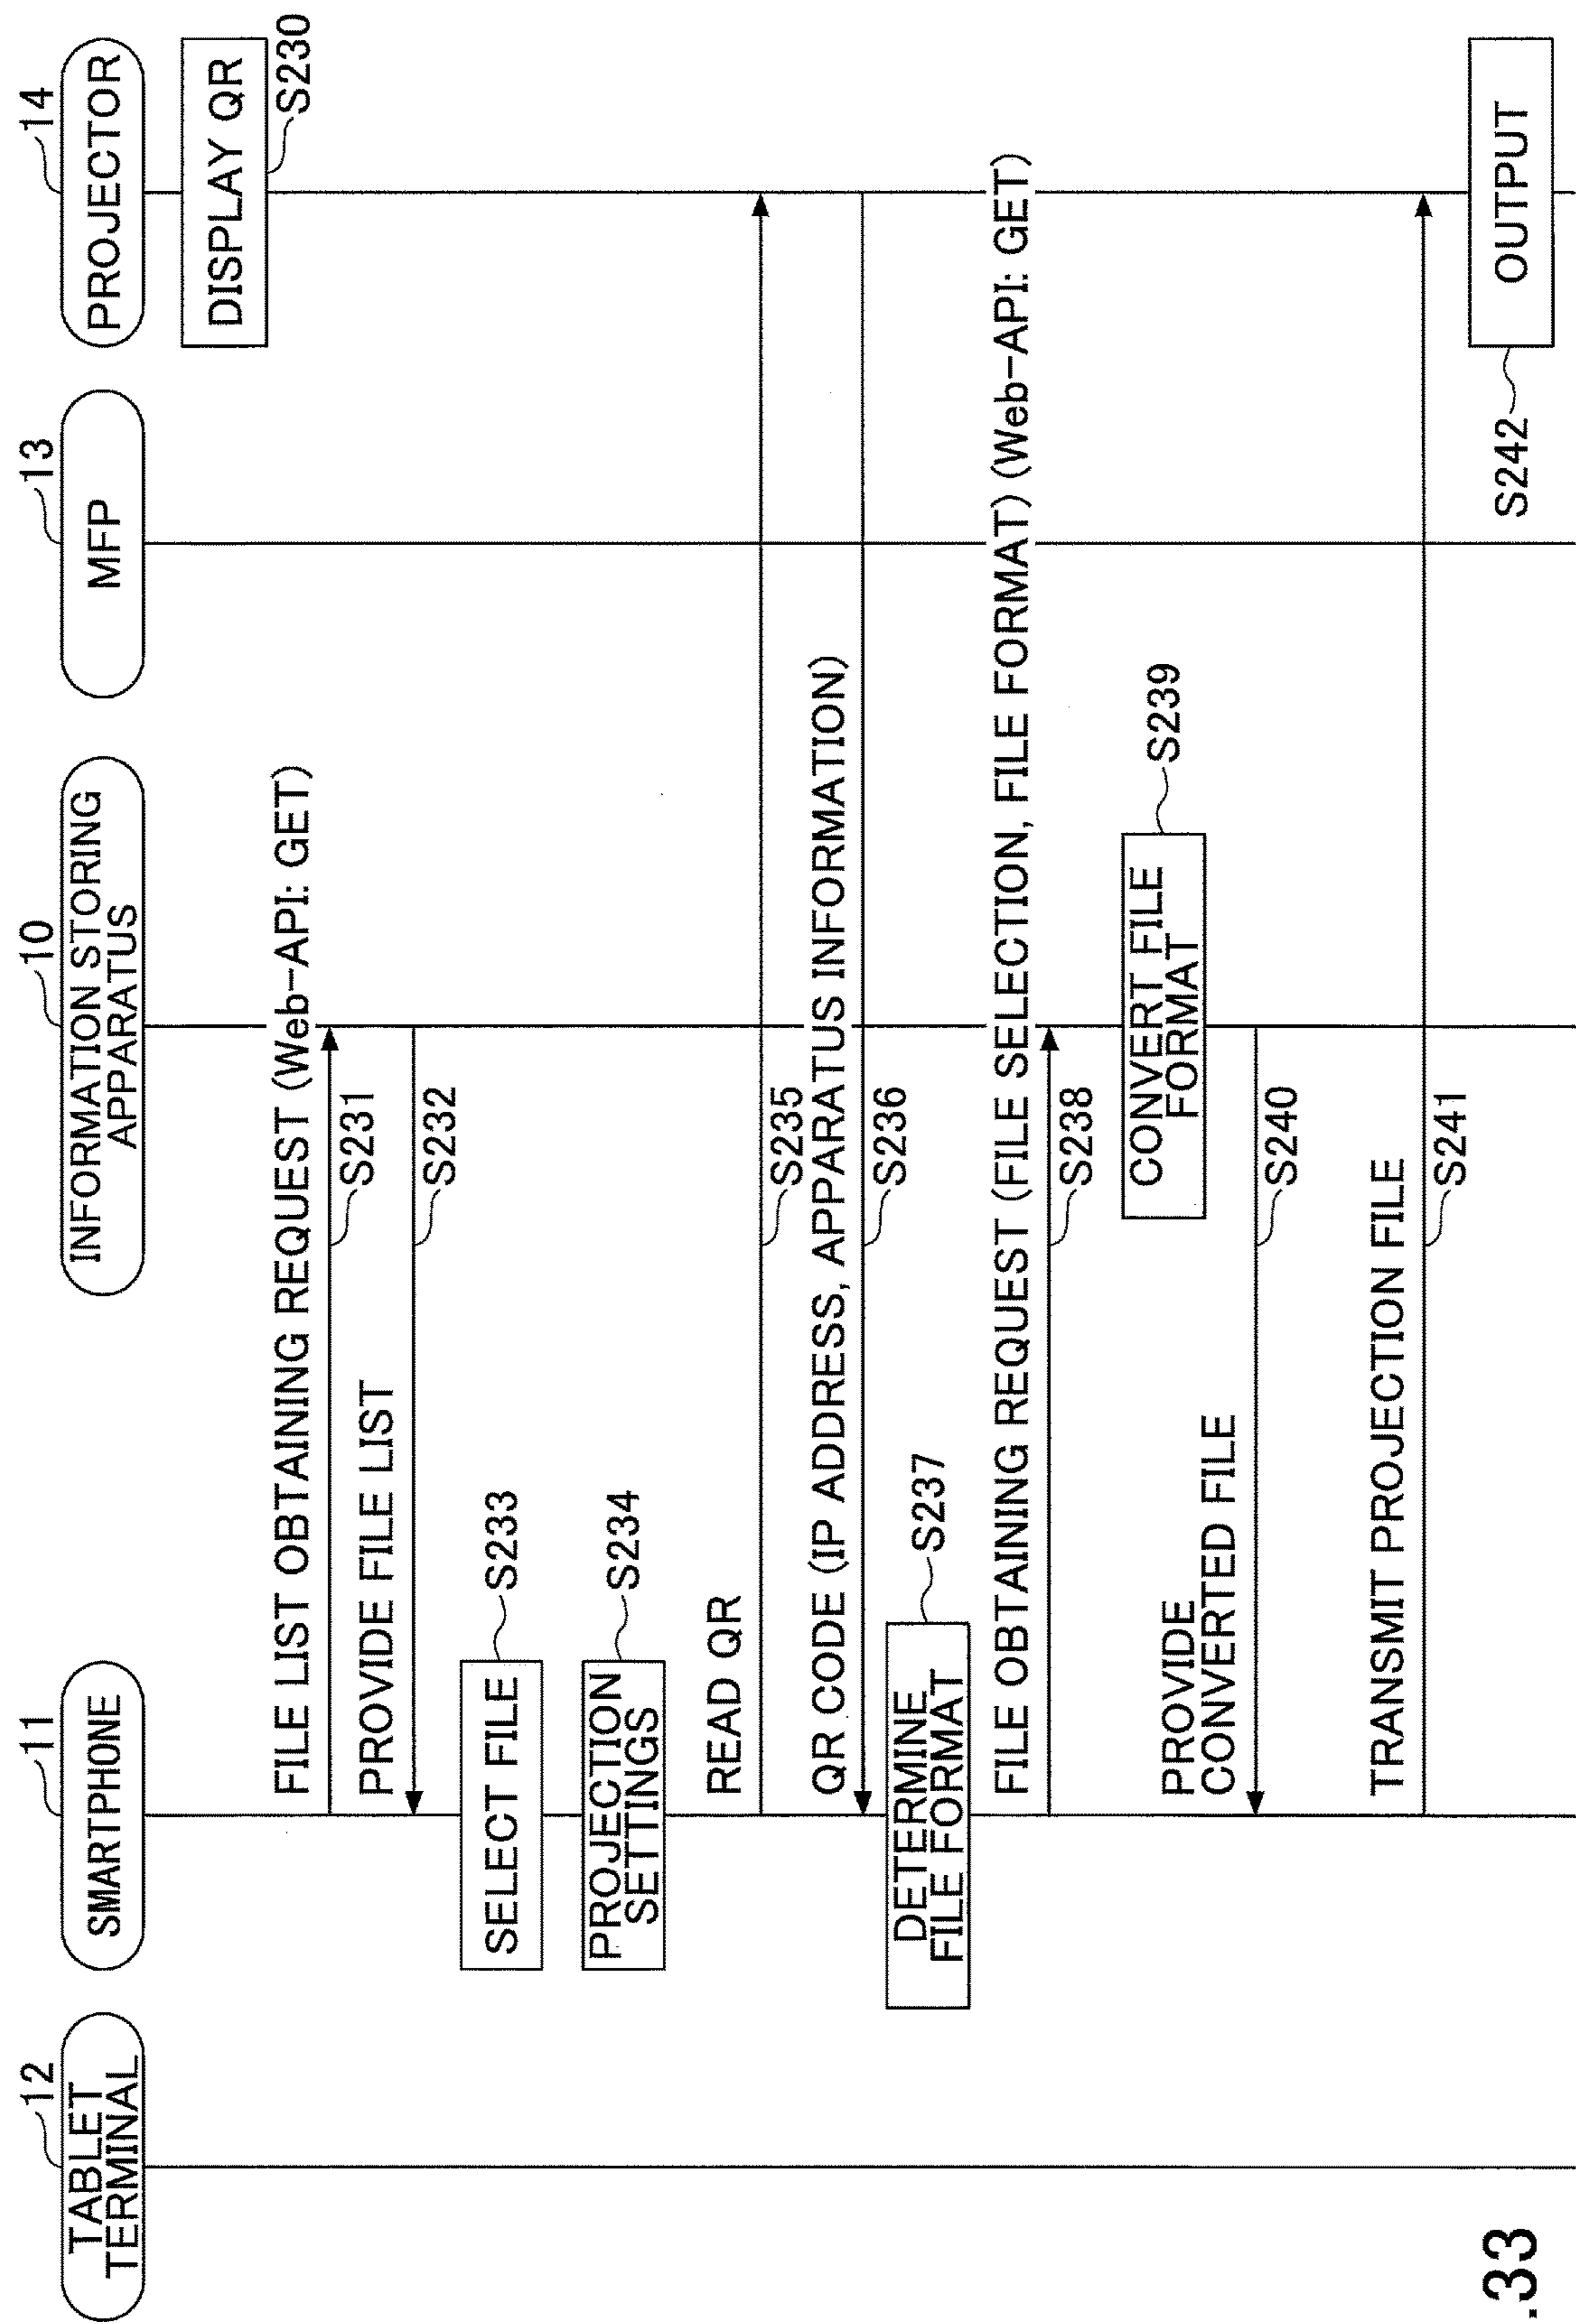 12
TABLET
TERMINAL
11
SMARTPHONE
10
INFORMATION STORING
APPARATUS
13
MFP
14
PROJECTOR
DISPLAY QR
S230
FILE LIST OBTAINING REQUEST (Web-API: GET)
S231
PROVIDE FILE LIST
S232
SELECT FILE
S233
PROJECTION
SETTINGS
S234
READ QR
S235
QR CODE (IP ADDRESS, APPARATUS INFORMATION)
S236
DETERMINE
FILE FORMAT
S237
FILE OBTAINING REQUEST (FILE SELECTION, FILE FORMAT) (Web-API: GET)
S238
CONVERT FILE
FORMAT
S239
PROVIDE
CONVERTED FILE
S240
TRANSMIT PROJECTION FILE
S241
OUTPUT
S242
.33